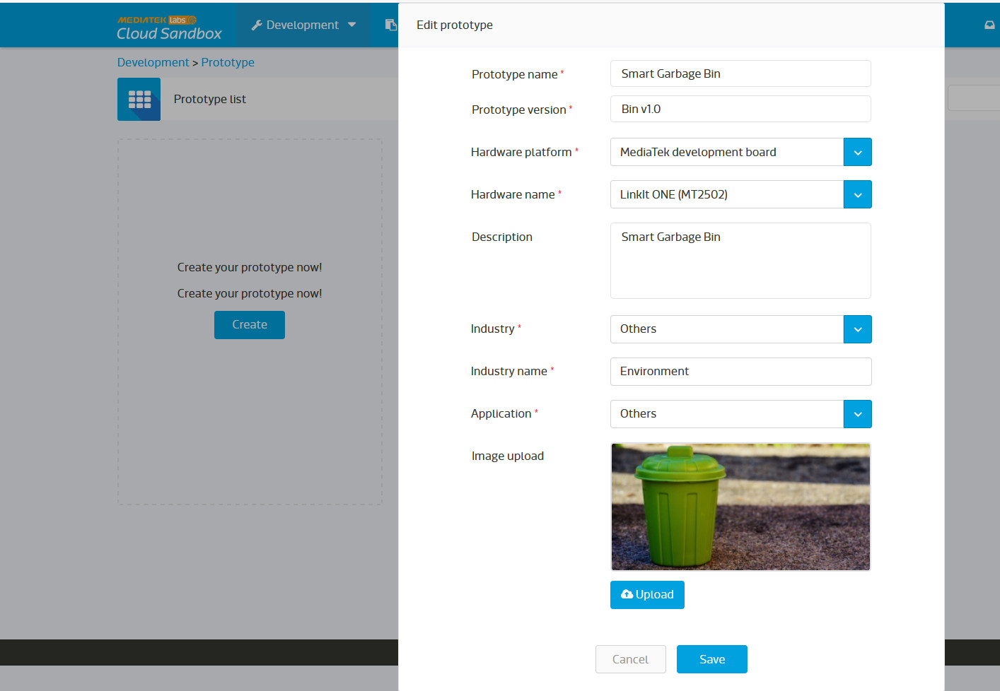 MEDIATEK labs
Cloud Sandbox
Development
Development > Prototype
Prototype list
Create your prototype now!
Create your prototype now!
Create
Edit prototype
Prototype name *
Smart Garbage Bin
Prototype version *
Bin v1.0
Hardware platform *
MediaTek development board
Hardware name *
LinkIt ONE (MT2502)
Description
Smart Garbage Bin
Industry *
Others
Industry name *
Environment
Application *
Others
Image upload
Upload
Cancel
Save